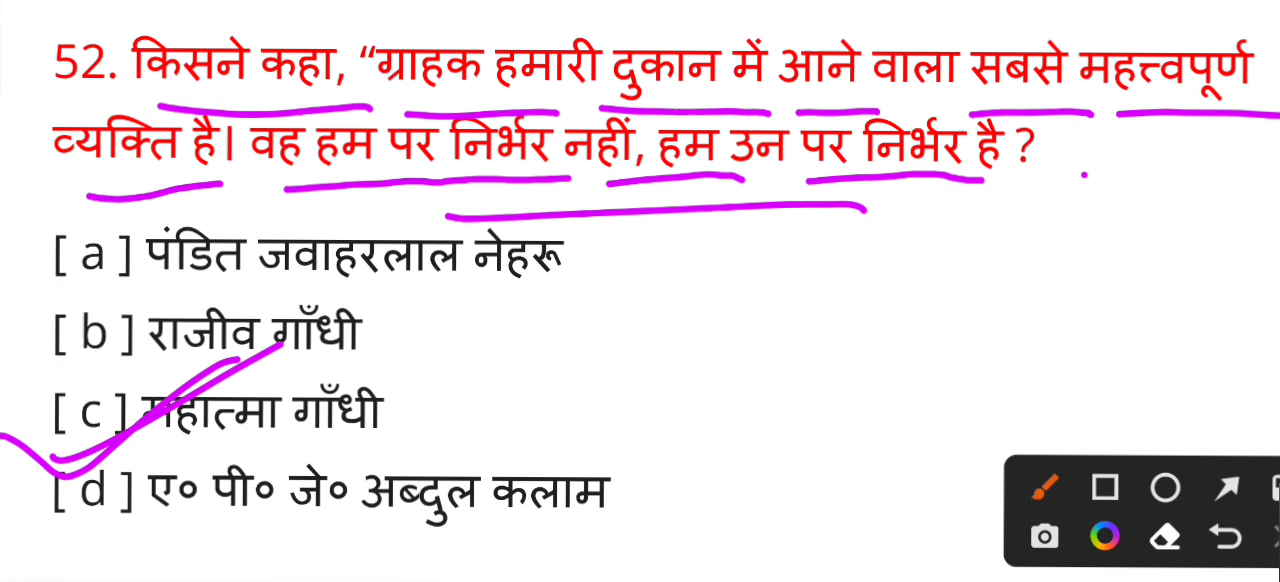 52. किसने कहा, “ग्राहक हमारी दुकान में आने वाला सबसे महत्त्वपूर्ण
व्यक्ति है। वह हम पर निर्भर नहीं, हम उन पर निर्भर है ?
[ a ] पंडित जवाहरलाल नेहरू
[ b ] राजीव गाँधी
[ c ] महात्मा गाँधी
[ d ] ए० पी० जे० अब्दुल कलाम